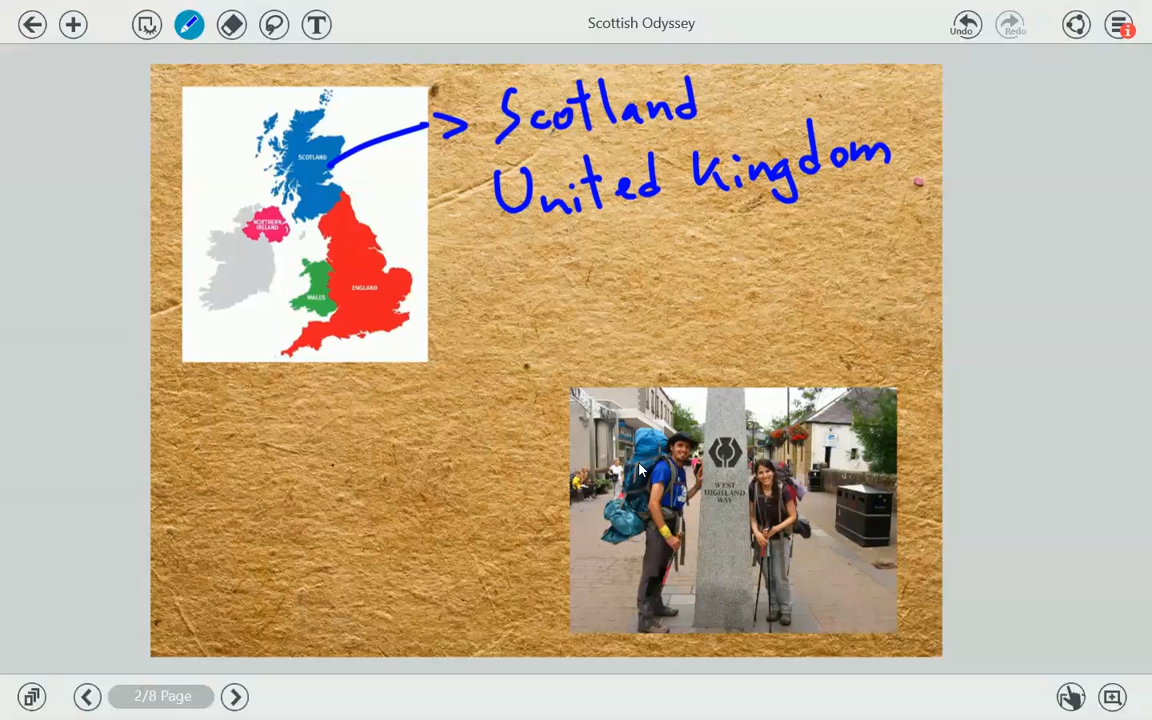 Scottish Odyssey
Undo
Redo
> Scotland
United Kingdom
SCOTLAND
NORTHERN
IRELAND
WALES
ENGLAND
WEST
HIGHLAND
WAY
2/8 Page